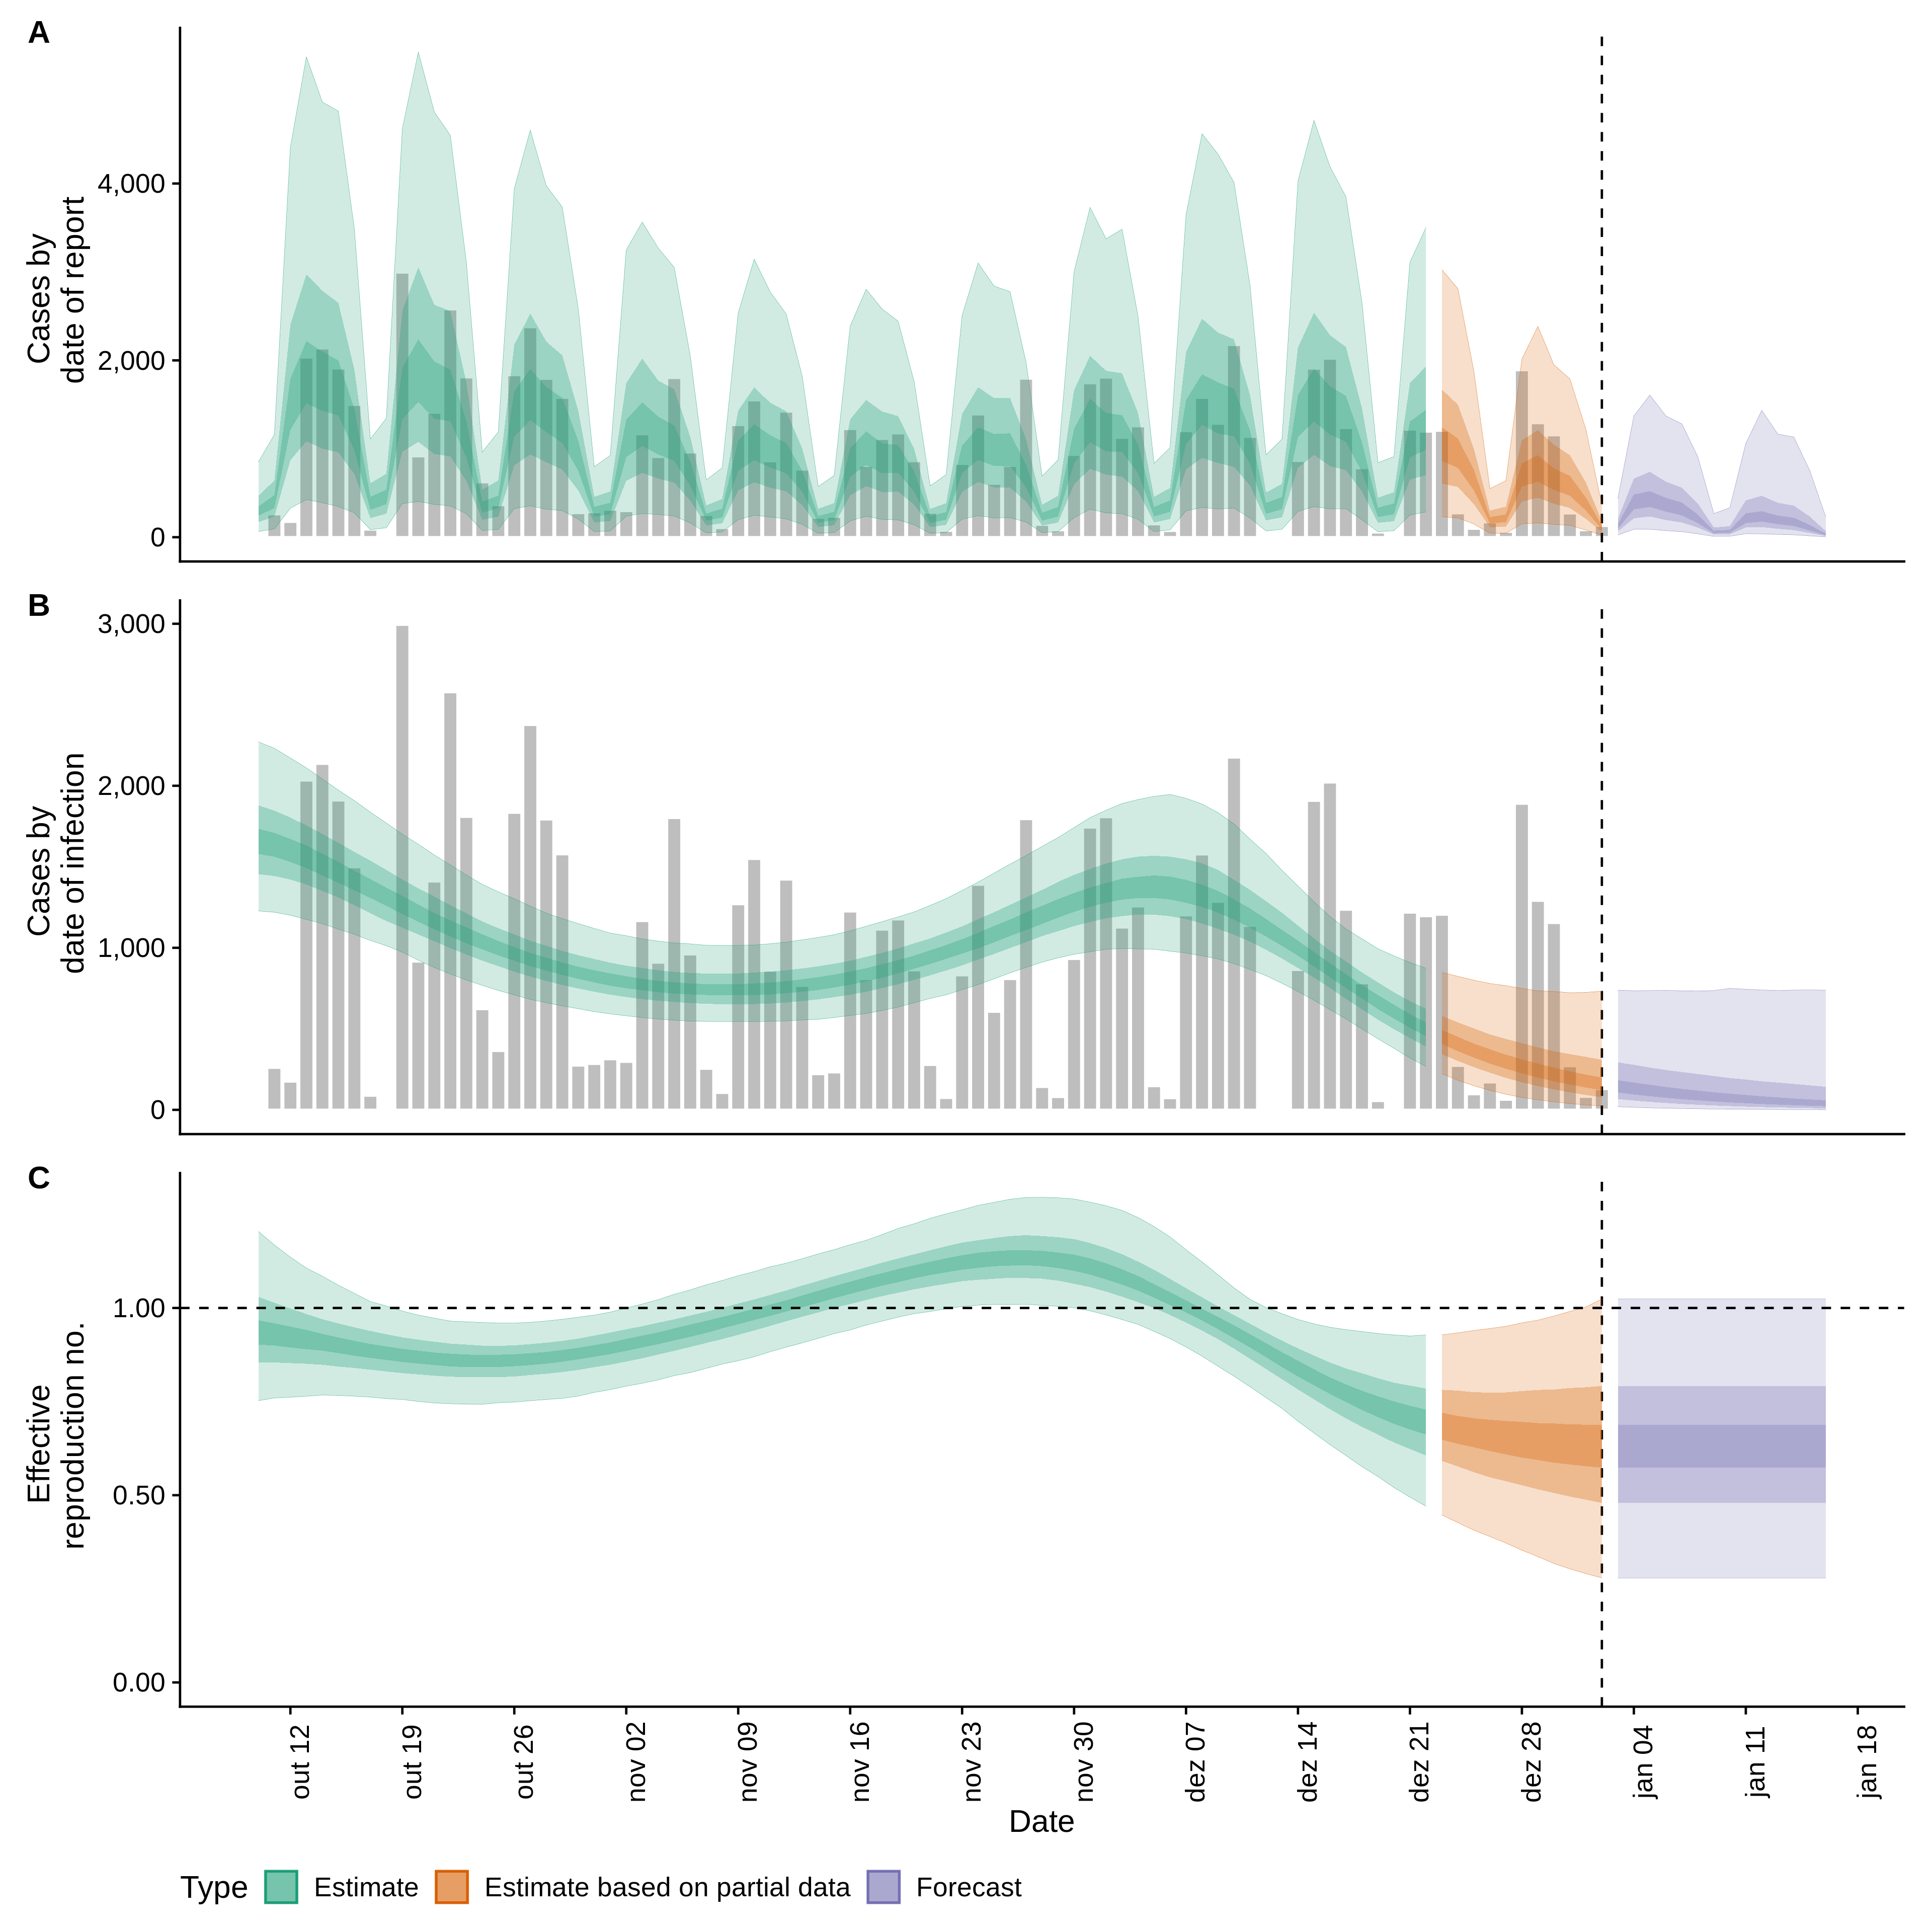 A
Cases by
date of report
4,000
2,000
0
B
Cases by
date of infection
3,000
2,000
1,000
0
C
Effective
reproduction no.
1.00
0.50
0.00
out 12
out 19
out 26
nov 02
nov 09
nov 16
nov 23
nov 30
dez 07
dez 14
dez 21
dez 28
jan 04
jan 11
jan 18
Date
Type Estimate Estimate based on partial data Forecast